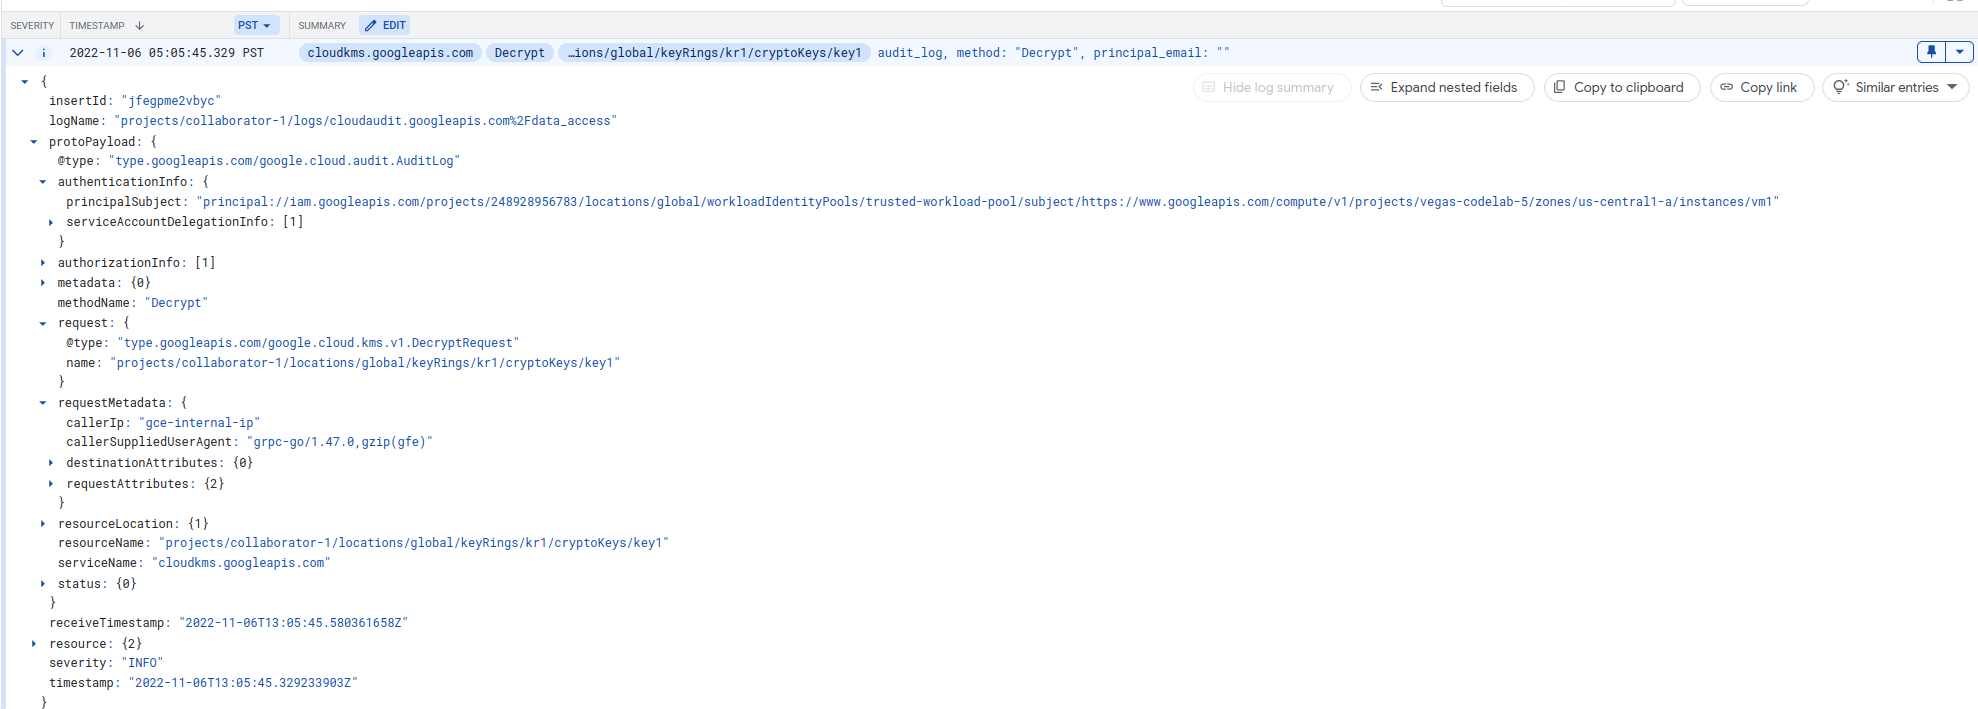 SEVERITY TIMESTAMP PST SUMMARY EDIT
i 2022-11-06 05:05:45.329 PST cloudkms.googleapis.com Decrypt …ions/global/keyRings/kr1/cryptoKeys/key1 audit_log, method: "Decrypt", principal_email: ""
{ Hide log summary Expand nested fields Copy to clipboard Copy link Similar entries
insertId: "jfegpme2vbyc"
logName: "projects/collaborator-1/logs/cloudaudit.googleapis.com%2Fdata_access"
protoPayload: {
@type: "type.googleapis.com/google.cloud.audit.AuditLog"
authenticationInfo: {
principalSubject: "principal://iam.googleapis.com/projects/248928956783/locations/global/workloadIdentityPools/trusted-workload-pool/subject/https://www.googleapis.com/compute/v1/projects/vegas-codelab-5/zones/us-central1-a/instances/vm1"
serviceAccountDelegationInfo: [1]
}
authorizationInfo: [1]
metadata: {0}
methodName: "Decrypt"
request: {
@type: "type.googleapis.com/google.cloud.kms.v1.DecryptRequest"
name: "projects/collaborator-1/locations/global/keyRings/kr1/cryptoKeys/key1"
}
requestMetadata: {
callerIp: "gce-internal-ip"
callerSuppliedUserAgent: "grpc-go/1.47.0,gzip(gfe)"
destinationAttributes: {0}
requestAttributes: {2}
}
resourceLocation: {1}
resourceName: "projects/collaborator-1/locations/global/keyRings/kr1/cryptoKeys/key1"
serviceName: "cloudkms.googleapis.com"
status: {0}
}
receiveTimestamp: "2022-11-06T13:05:45.580361658Z"
resource: {2}
severity: "INFO"
timestamp: "2022-11-06T13:05:45.329233903Z"
}